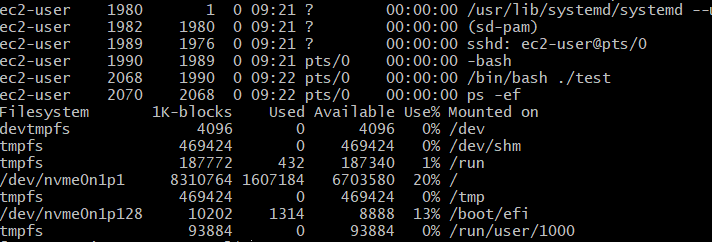 ec2-user 1980 1 0 09:21 ? 00:00:00 /usr/lib/systemd/systemd --u
ec2-user 1982 1980 0 09:21 ? 00:00:00 (sd-pam)
ec2-user 1989 1976 0 09:21 ? 00:00:00 sshd: ec2-user@pts/0
ec2-user 1990 1989 0 09:21 pts/0 00:00:00 -bash
ec2-user 2068 1990 0 09:22 pts/0 00:00:00 /bin/bash ./test
ec2-user 2070 2068 0 09:22 pts/0 00:00:00 ps -ef
Filesystem 1K-blocks Used Available Use% Mounted on
devtmpfs 4096 0 4096 0% /dev
tmpfs 469424 0 469424 0% /dev/shm
tmpfs 187772 432 187340 1% /run
/dev/nvme0n1p1 8310764 1607184 6703580 20% /
tmpfs 469424 0 469424 0% /tmp
/dev/nvme0n1p128 10202 1314 8888 13% /boot/efi
tmpfs 93884 0 93884 0% /run/user/1000